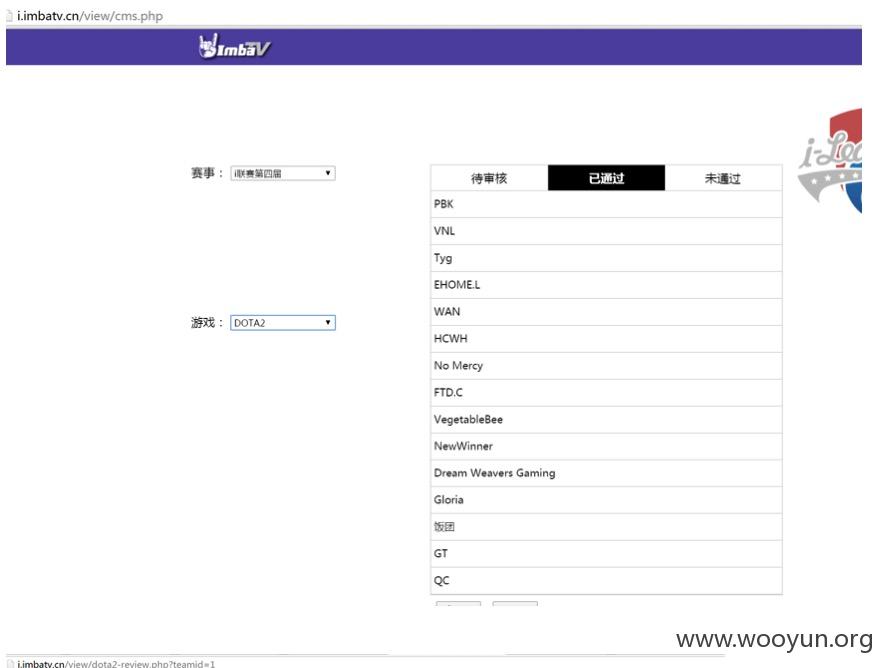 i.imbatv.cn/view/cms.php
ImbaTV
赛事： i联赛第四届
待审核 已通过 未通过
PBK
VNL
Tyg
EHOME.L
WAN
游戏： DOTA2
HCWH
No Mercy
FTD.C
VegetableBee
NewWinner
Dream Weavers Gaming
Gloria
饭团
GT
QC
www.wooyun.org
i.imbatv.cn/view/dota2-review.php?teamid=1